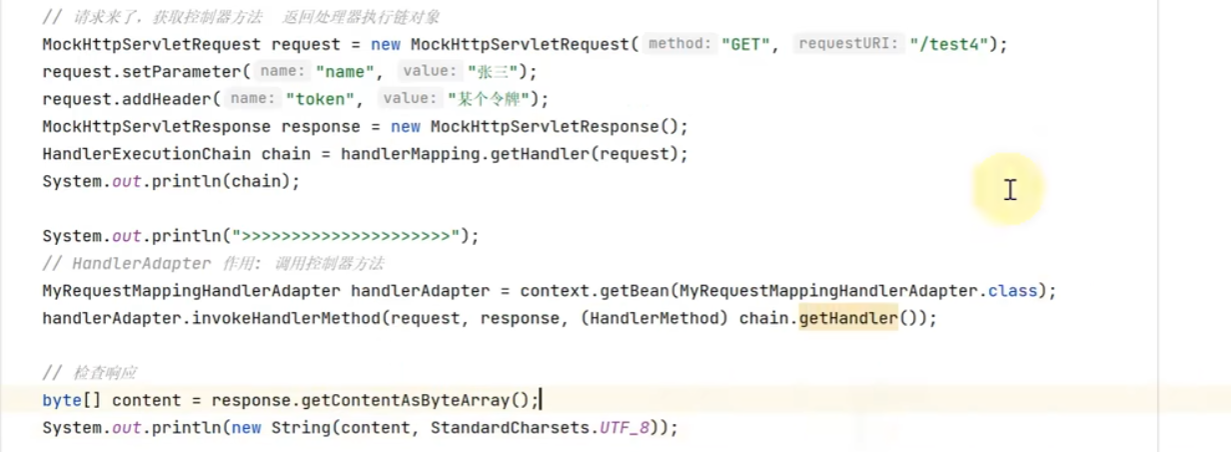 // 请求来了，获取控制器方法  返回处理器执行链对象
MockHttpServletRequest request = new MockHttpServletRequest( method: "GET", requestURI: "/test4");
request.setParameter( name: "name", value: "张三");
request.addHeader( name: "token", value: "某个令牌");
MockHttpServletResponse response = new MockHttpServletResponse();
HandlerExecutionChain chain = handlerMapping.getHandler(request);
System.out.println(chain);
System.out.println(">>>>>>>>>>>>>>>>>>>>>");
// HandlerAdapter 作用: 调用控制器方法
MyRequestMappingHandlerAdapter handlerAdapter = context.getBean(MyRequestMappingHandlerAdapter.class);
handlerAdapter.invokeHandlerMethod(request, response, (HandlerMethod) chain.getHandler());
// 检查响应
byte[] content = response.getContentAsByteArray();
System.out.println(new String(content, StandardCharsets.UTF_8));